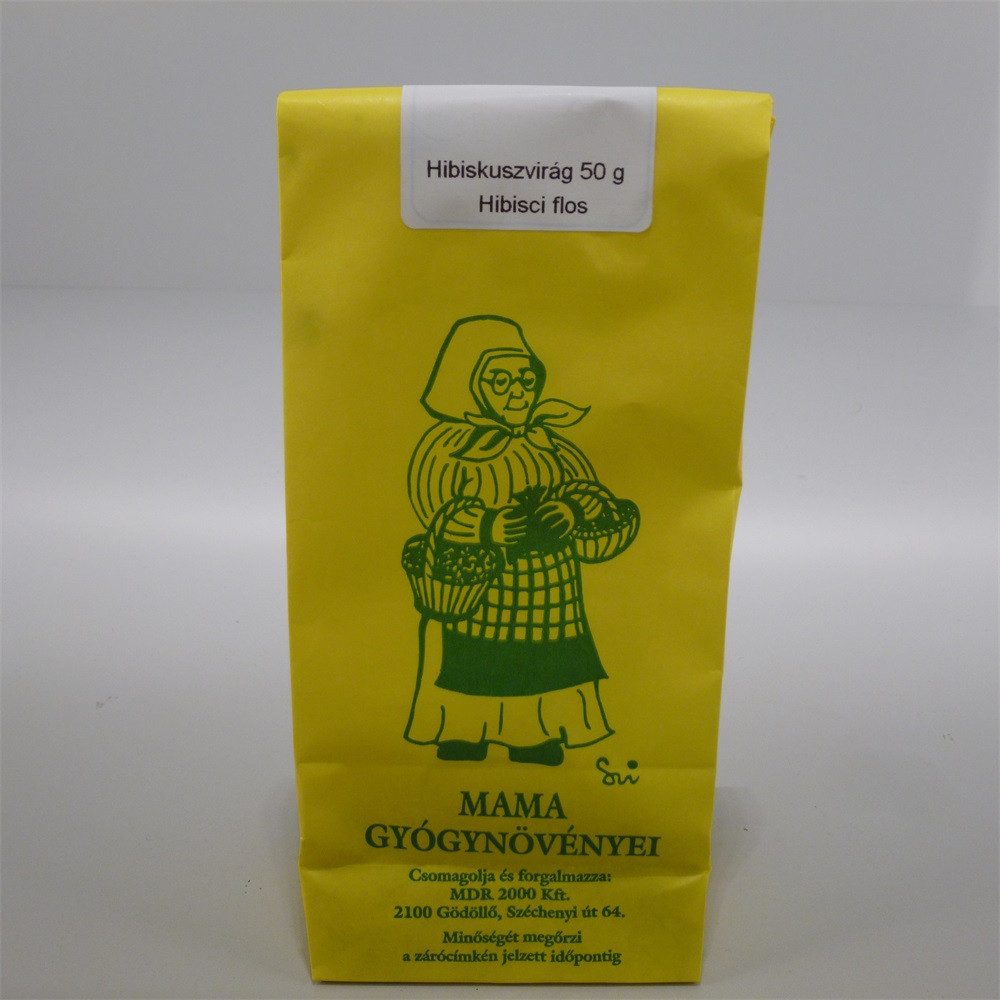 Hibiskuszvirág 50 g
Hibisci flos
Sui
MAMA
GYÓGYNÖVÉNYEI
Csomagolja és forgalmazza:
MDR 2000 Kft.
2100 Gödöllő, Széchenyi út 64.
Minőségét megőrzi
a zárócímkén jelzett időpontig